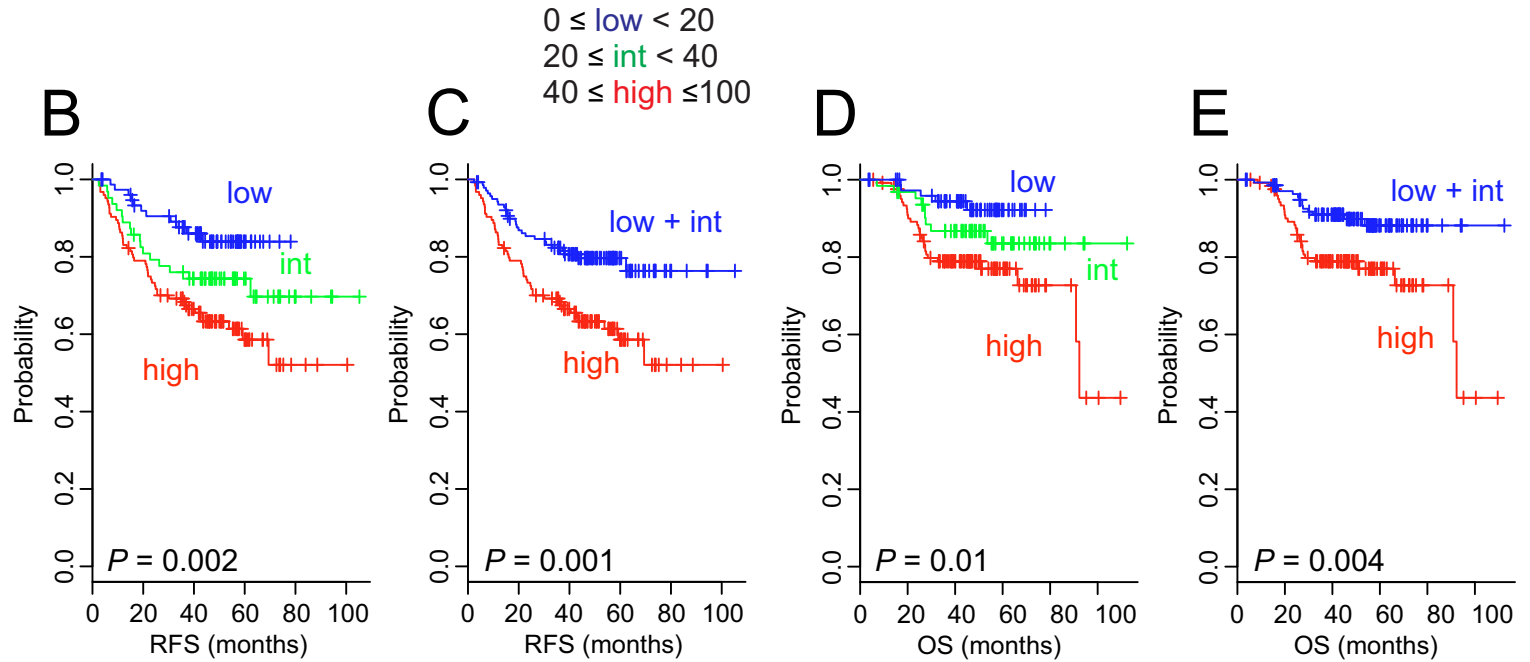 0 ≤ low < 20
20 ≤ int < 40
40 ≤ high ≤100
B
Probability
1.0
0.8
0.6
0.4
0.2
0.0
low
int
high
P = 0.002
0 20 40 60 80 100
RFS (months)
C
Probability
1.0
0.8
0.6
0.4
0.2
0.0
low + int
high
P = 0.001
0 20 40 60 80 100
RFS (months)
D
Probability
1.0
0.8
0.6
0.4
0.2
0.0
low
int
high
P = 0.01
0 20 40 60 80 100
OS (months)
E
Probability
1.0
0.8
0.6
0.4
0.2
0.0
low + int
high
P = 0.004
0 20 40 60 80 100
OS (months)